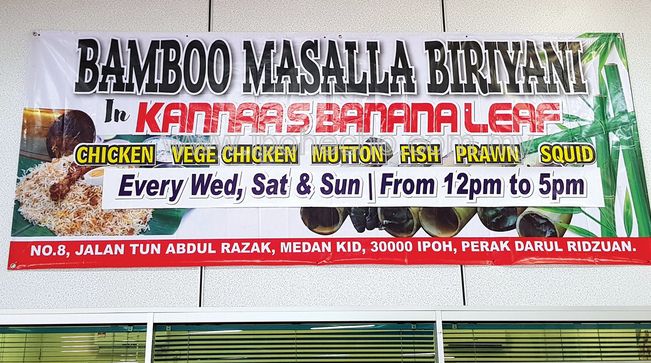 BAMBOO MASALLA BIRIYANI
In KANNAA'S BANANA LEAF
CHICKEN VEGE CHICKEN MUTTON FISH PRAWN SQUID
Every Wed, Sat & Sun | From 12pm to 5pm
NO.8, JALAN TUN ABDUL RAZAK, MEDAN KID, 30000 IPOH, PERAK DARUL RIDZUAN.